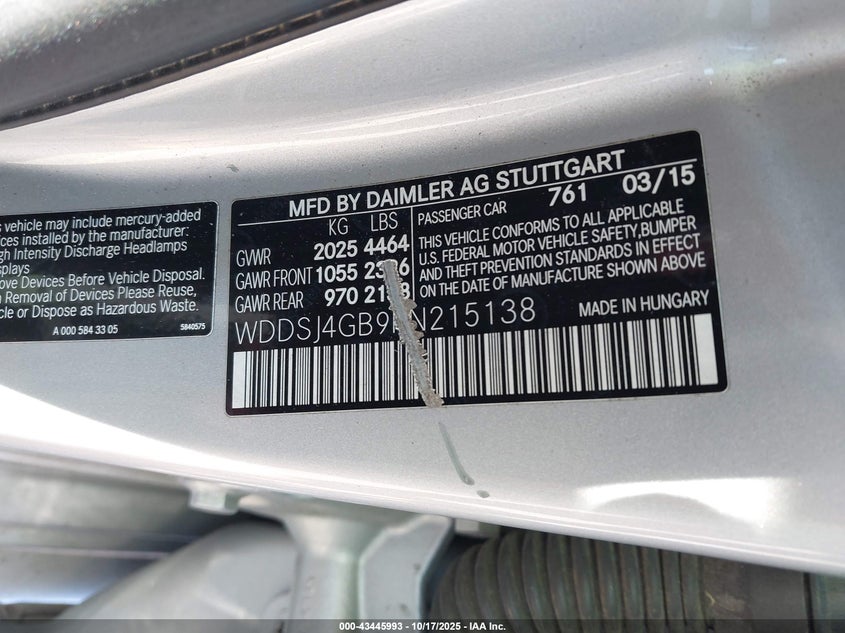 s vehicle may include mercury-added
ices installed by the manufacturer:
gh Intensity Discharge Headlamps
splays
ove Devices Before Vehicle Disposal.
n Removal of Devices Please Reuse,
cle or Dispose as Hazardous Waste.
A 000 584 33 05 5840575
MFD BY DAIMLER AG STUTTGART
KG LBS
GVWR 2025 4464
GAWR FRONT 1055
GAWR REAR 970
PASSENGER CAR 761 03/15
THIS VEHICLE CONFORMS TO ALL APPLICABLE
U.S. FEDERAL MOTOR VEHICLE SAFETY,BUMPER
AND THEFT PREVENTION STANDARDS IN EFFECT
ON THE DATE OF MANUFACTURE SHOWN ABOVE
MADE IN HUNGARY
000-43445993 | 10/17/2025 - IAA Inc.